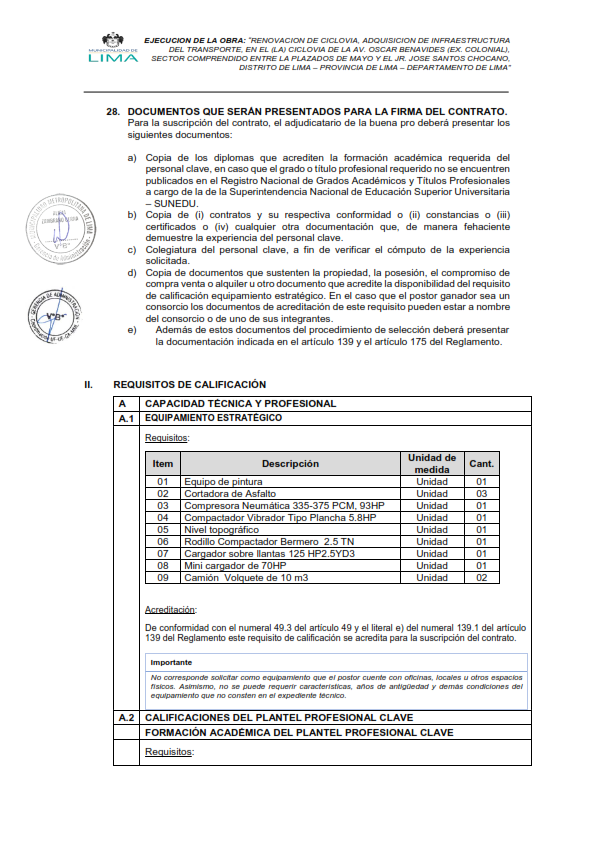 MUNICIPALIDAD DE
LIMA
EJECUCION DE LA OBRA: "RENOVACION DE CICLOVIA, ADQUISICION DE INFRAESTRUCTURA
DEL TRANSPORTE, EN EL (LA) CICLOVIA DE LA AV. OSCAR BENAVIDES (EX. COLONIAL),
SECTOR COMPRENDIDO ENTRE LA PLAZADOS DE MAYO Y EL JR. JOSE SANTOS CHOCANO,
DISTRITO DE LIMA – PROVINCIA DE LIMA – DEPARTAMENTO DE LIMA"
28. DOCUMENTOS QUE SERÁN PRESENTADOS PARA LA FIRMA DEL CONTRATO.
Para la suscripción del contrato, el adjudicatario de la buena pro deberá presentar los
siguientes documentos:
a) Copia de los diplomas que acrediten la formación académica requerida del
personal clave, en caso que el grado o título profesional requerido no se encuentren
publicados en el Registro Nacional de Grados Académicos y Títulos Profesionales
a cargo de la de la Superintendencia Nacional de Educación Superior Universitaria
– SUNEDU.
b) Copia de (i) contratos y su respectiva conformidad o (ii) constancias o (iii)
certificados o (iv) cualquier otra documentación que, de manera fehaciente
demuestre la experiencia del personal clave.
c) Colegiatura del personal clave, a fin de verificar el cómputo de la experiencia
solicitada.
d) Copia de documentos que sustenten la propiedad, la posesión, el compromiso de
compra venta o alquiler u otro documento que acredite la disponibilidad del requisito
de calificación equipamiento estratégico. En el caso que el postor ganador sea un
consorcio los documentos de acreditación de este requisito pueden estar a nombre
del consorcio o de uno de sus integrantes.
e) Además de estos documentos del procedimiento de selección deberá presentar
la documentación indicada en el artículo 139 y el artículo 175 del Reglamento.
V°B°
GERENCIA DE ADMINISTRACIÓN
V°B°
II. REQUISITOS DE CALIFICACIÓN
A CAPACIDAD TÉCNICA Y PROFESIONAL
A.1 EQUIPAMIENTO ESTRATÉGICO
Requisitos:
Item Descripción Unidad de medida Cant.
01 Equipo de pintura Unidad 01
02 Cortadora de Asfalto Unidad 03
03 Compresora Neumática 335-375 PCM, 93HP Unidad 01
04 Compactador Vibrador Tipo Plancha 5.8HP Unidad 01
05 Nivel topográfico Unidad 01
06 Rodillo Compactador Bermero 2.5 TN Unidad 01
07 Cargador sobre llantas 125 HP2.5YD3 Unidad 01
08 Mini cargador de 70HP Unidad 01
09 Camión Volquete de 10 m3 Unidad 02
Acreditación:
De conformidad con el numeral 49.3 del artículo 49 y el literal e) del numeral 139.1 del artículo
139 del Reglamento este requisito de calificación se acredita para la suscripción del contrato.
Importante
No corresponde solicitar como equipamiento que el postor cuente con oficinas, locales u otros espacios
físicos. Asimismo, no se puede requerir características, años de antigüedad y demás condiciones del
equipamiento que no consten en el expediente técnico.
A.2 CALIFICACIONES DEL PLANTEL PROFESIONAL CLAVE
FORMACIÓN ACADÉMICA DEL PLANTEL PROFESIONAL CLAVE
Requisitos: